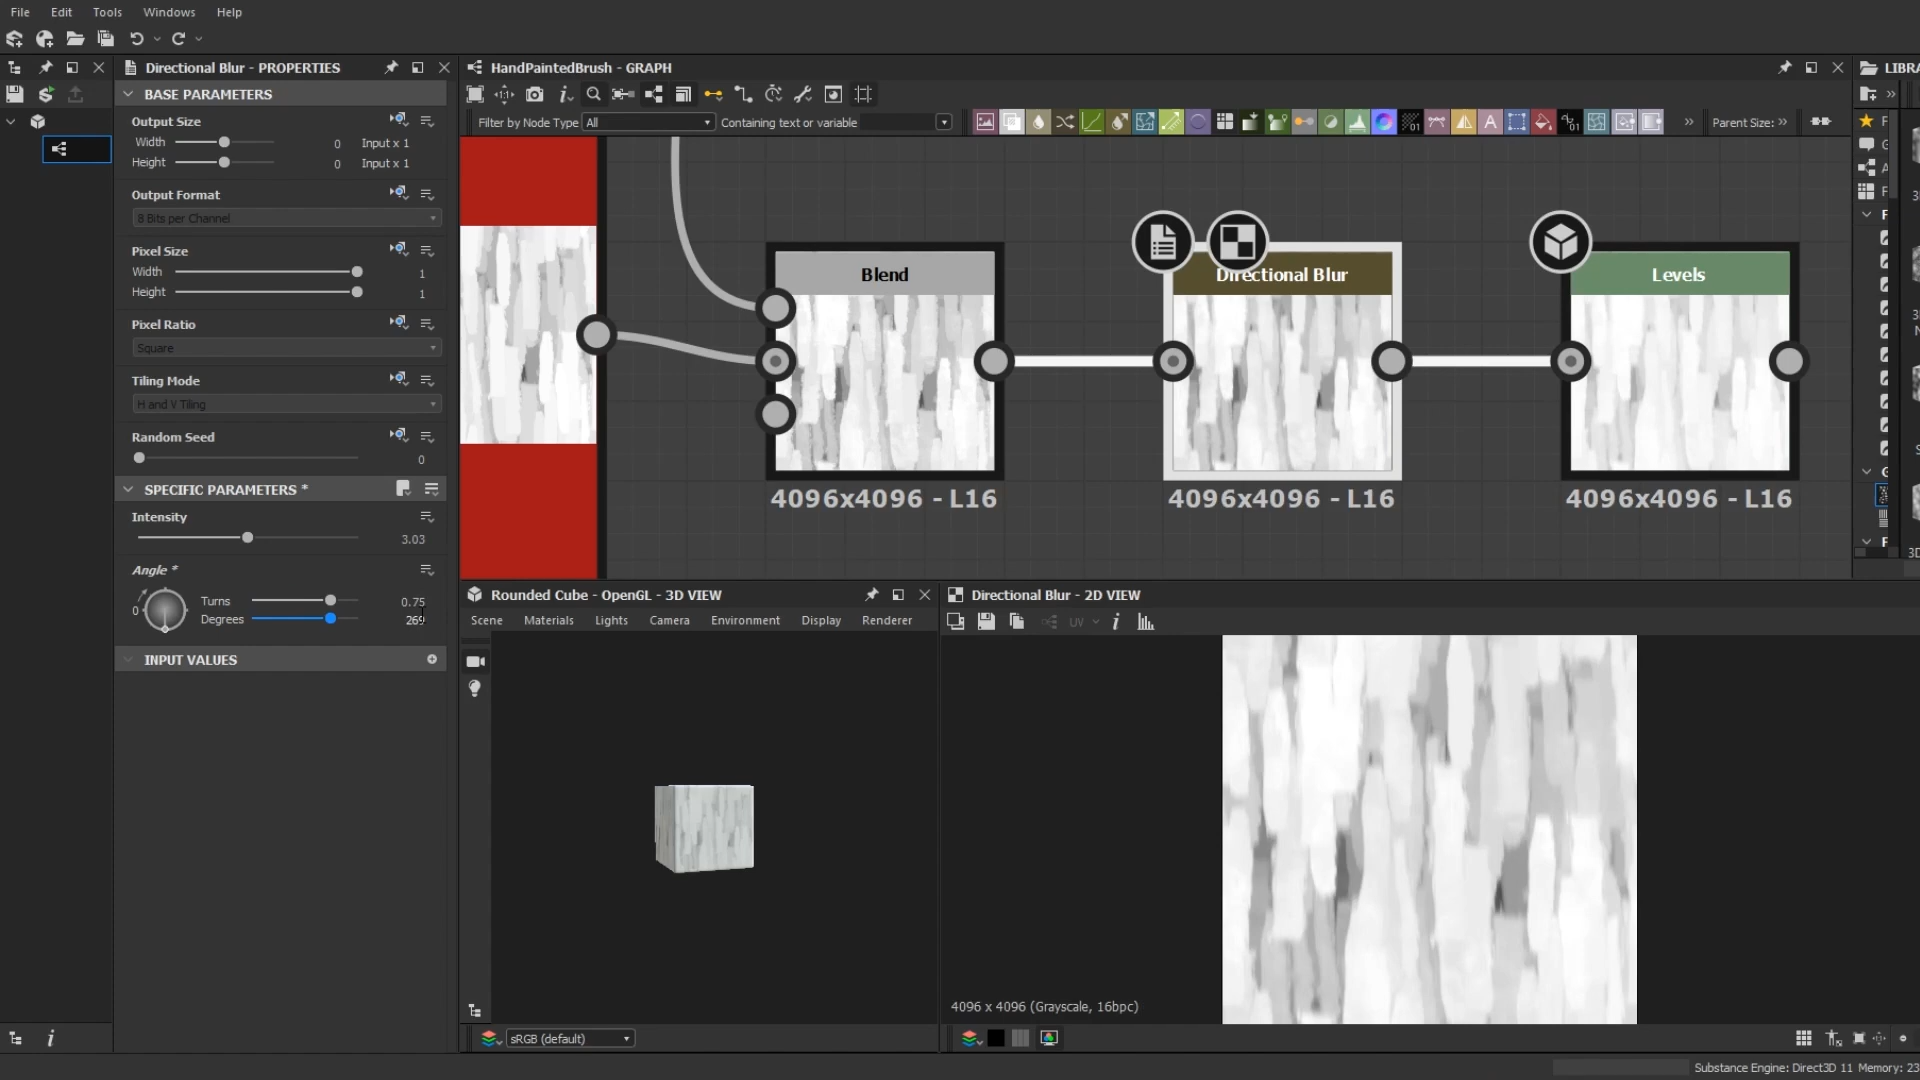 File Edit Tools Windows Help
Directional Blur - PROPERTIES
HandPaintedBrush - GRAPH
BASE PARAMETERS
Output Size
Width 0 Input x 1
Height 0 Input x 1
Output Format
8 Bits per Channel
Pixel Size
Width 1
Height 1
Pixel Ratio
Square
Tiling Mode
H and V Tiling
Random Seed
0
SPECIFIC PARAMETERS *
Intensity
3.03
Angle *
0
Turns 0.75
Degrees 269
INPUT VALUES
Filter by Node Type All Containing text or variable
Parent Size:
Blend
4096x4096 - L16
Directional Blur
4096x4096 - L16
Levels
4096x4096 - L16
Rounded Cube - OpenGL - 3D VIEW
Scene Materials Lights Camera Environment Display Renderer
sRGB (default)
Directional Blur - 2D VIEW
UV
4096 x 4096 (Grayscale, 16bpc)
Substance Engine: Direct3D 11 Memory: 23